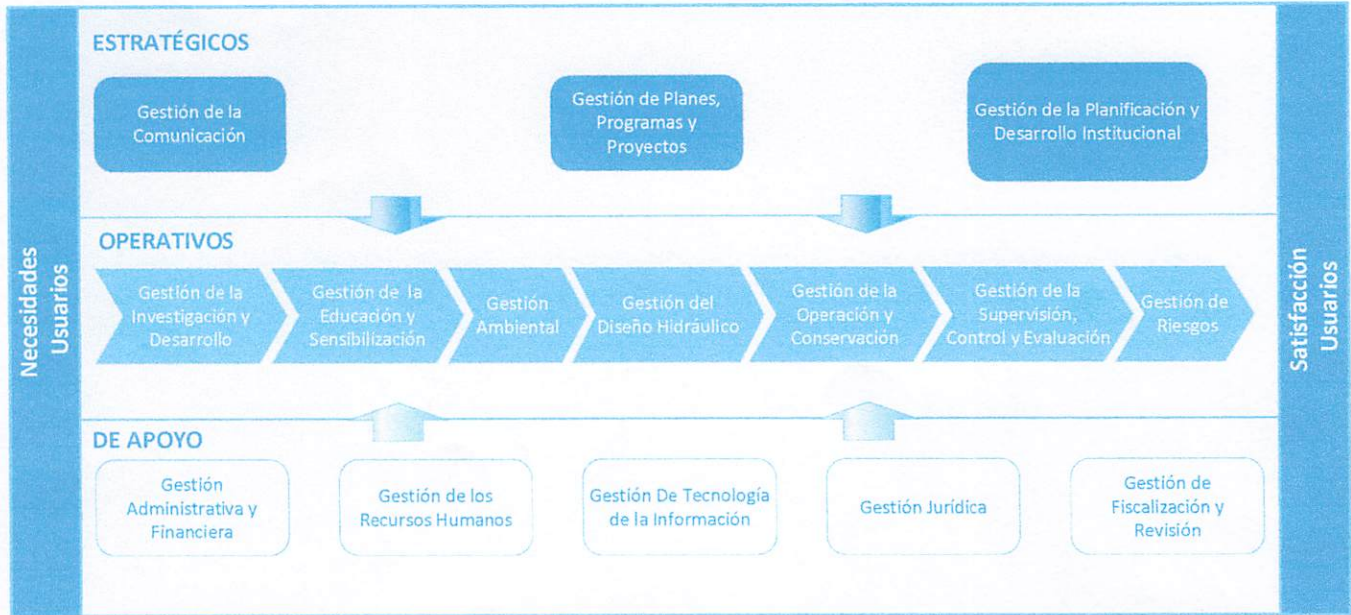 ESTRATÉGICOS
Gestión de la
Comunicación
Gestión de Planes,
Programas y
Proyectos
Gestión de la Planificación y
Desarrollo Institucional
Necesidades
Usuarios
OPERATIVOS
Gestión de la
Investigación y
Desarrollo
Gestión de la
Educación y
Sensibilización
Gestión
Ambiental
Gestión del
Diseño Hidráulico
Gestión de la
Operación y
Conservación
Gestión de la
Supervisión,
Control y Evaluación
Gestión de
Riesgos
Satisfacción
Usuarios
DE APOYO
Gestión
Administrativa y
Financiera
Gestión de los
Recursos Humanos
Gestión De Tecnología
de la Información
Gestión Jurídica
Gestión de
Fiscalización y
Revisión